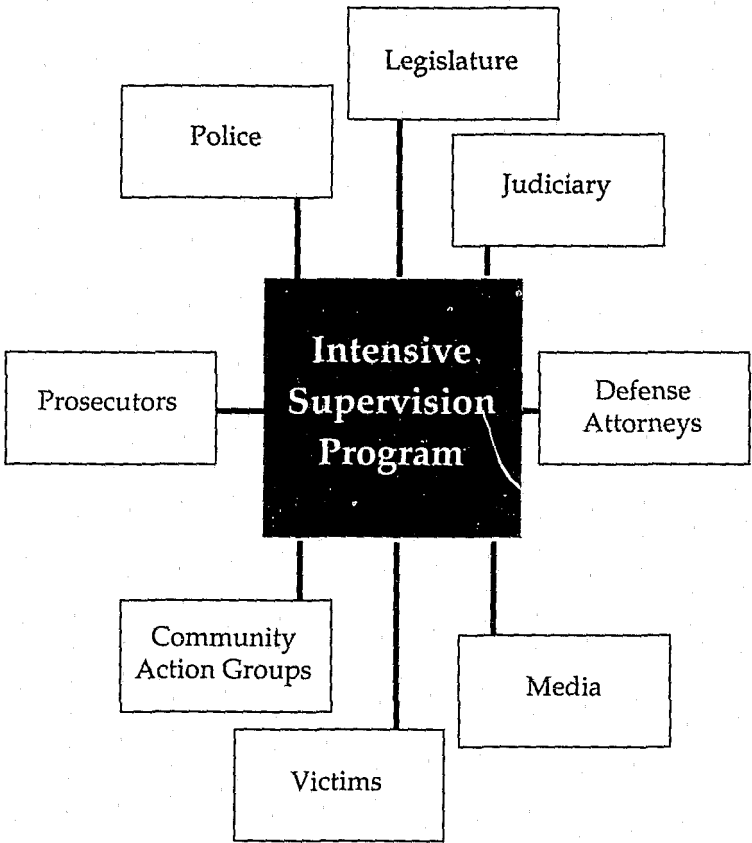 Legislature
Police
Judiciary
Intensive
Supervision
Program
Prosecutors
Defense
Attorneys
Community
Action Groups
Media
Victims